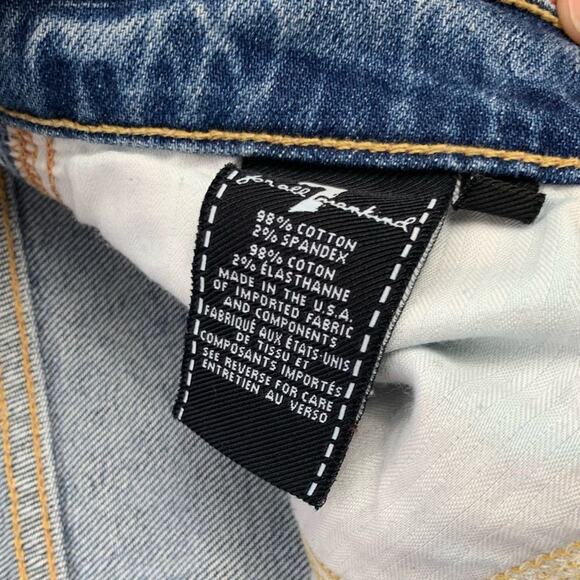 for all 7 mankind
98% COTTON
2% SPANDEX
98% COTON
2% ÉLASTHANNE
MADE IN THE U.S.A.
OF IMPORTED FABRIC
AND COMPONENTS
FABRIQUÉ AUX ÉTATS-UNIS
DE TISSU ET
COMPOSANTS IMPORTÉS
SEE REVERSE FOR CARE
ENTRETIEN AU VERSO